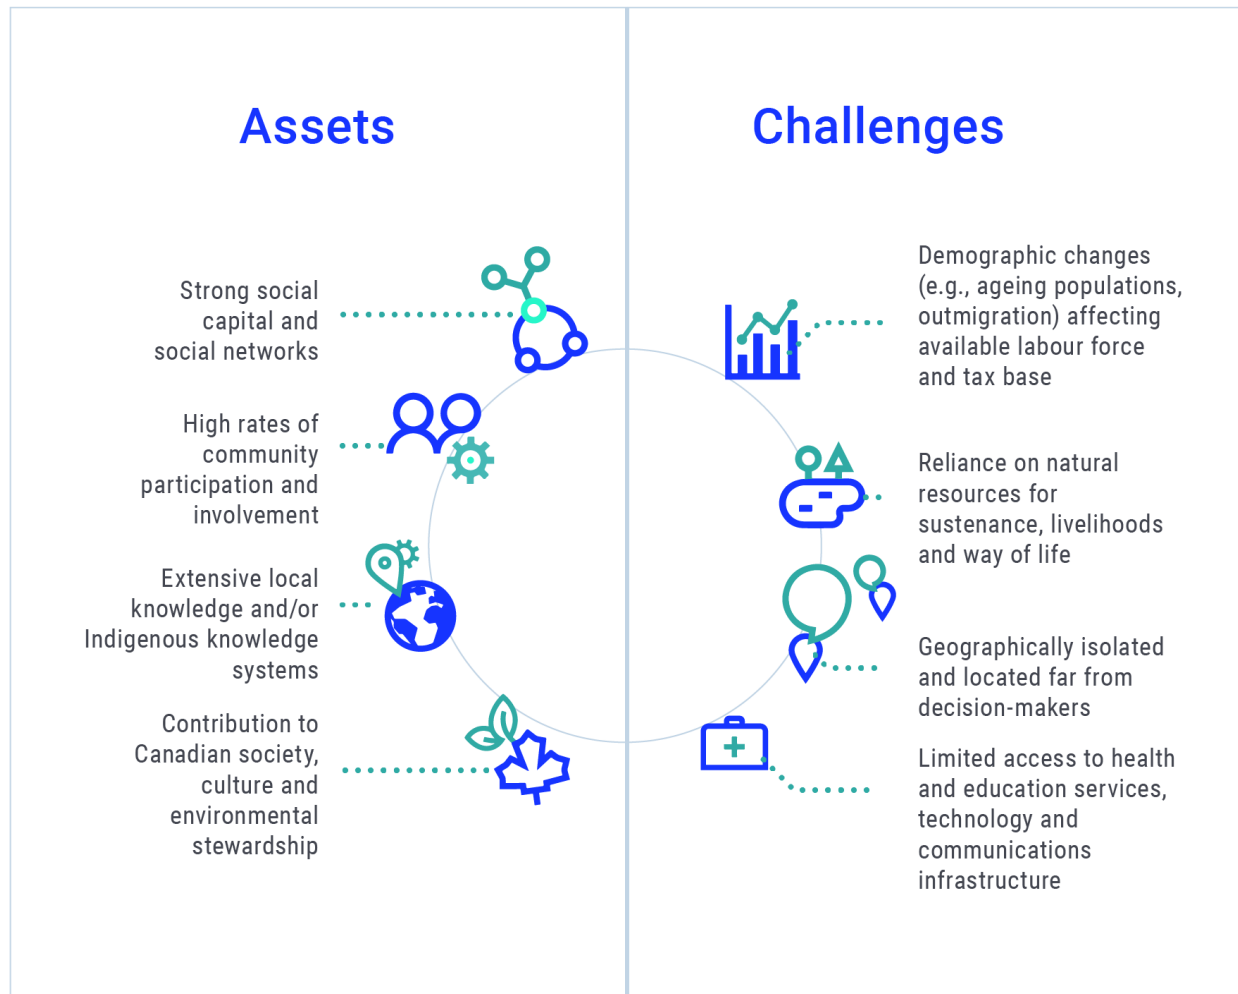 Assets
Strong social
capital and
social networks
High rates of
community
participation and
involvement
Extensive local
knowledge and/or
Indigenous knowledge
systems
Contribution to
Canadian society,
culture and
environmental
stewardship
Challenges
Demographic changes
(e.g., ageing populations,
outmigration) affecting
available labour force
and tax base
Reliance on natural
resources for
sustenance, livelihoods
and way of life
Geographically isolated
and located far from
decision-makers
Limited access to health
and education services,
technology and
communications
infrastructure